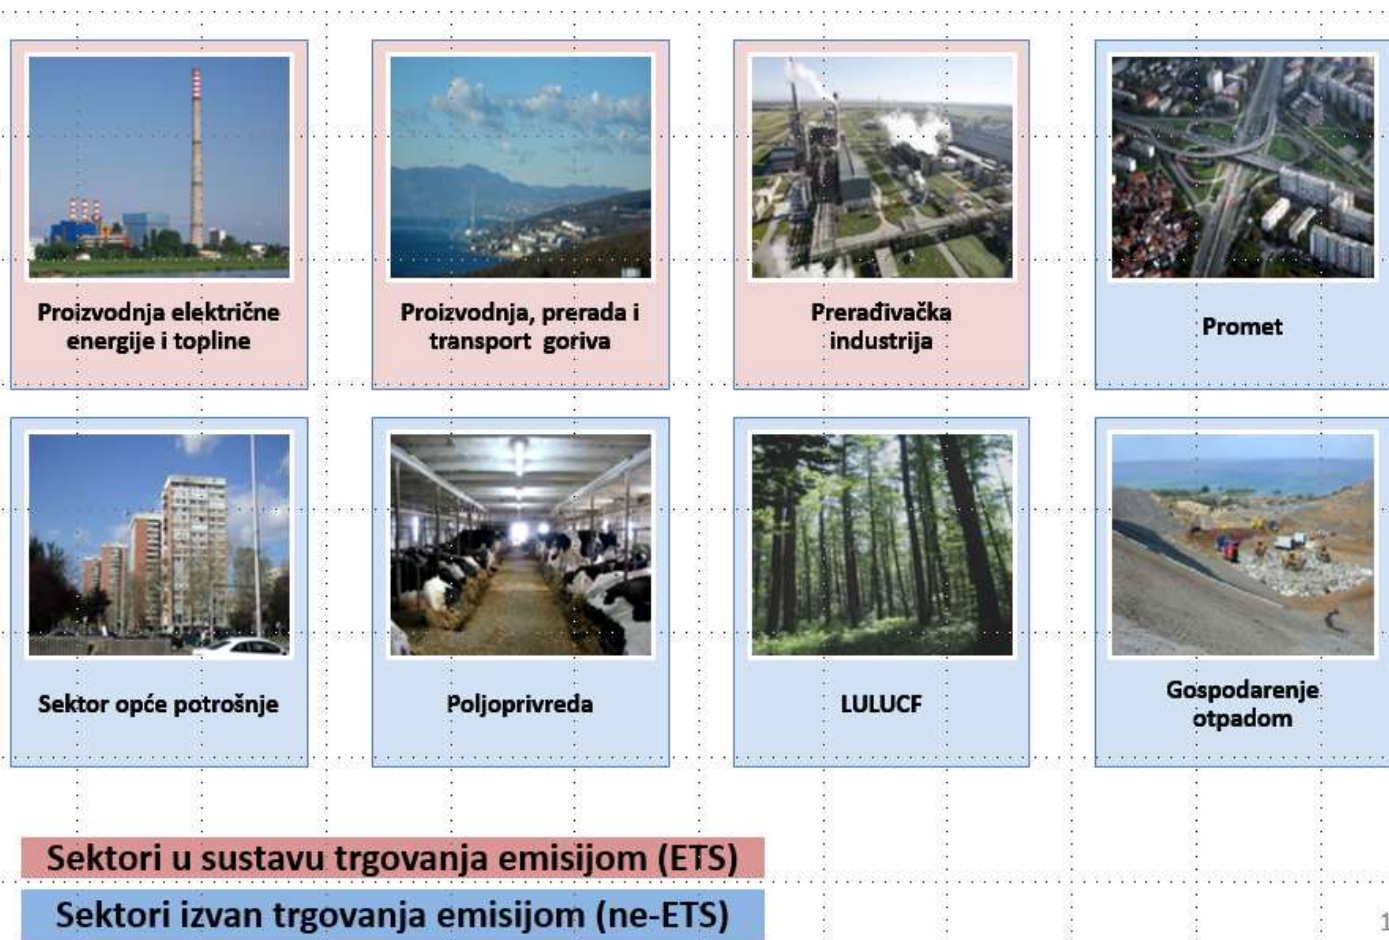 Proizvodnja električne
energije i topline
Proizvodnja, prerada i
transport goriva
Prerađivačka
industrija
Promet
Sektor opće potrošnje
Poljoprivreda
LULUCF
Gospodarenje
otpadom
Sektori u sustavu trgovanja emisijom (ETS)
Sektori izvan trgovanja emisijom (ne-ETS)